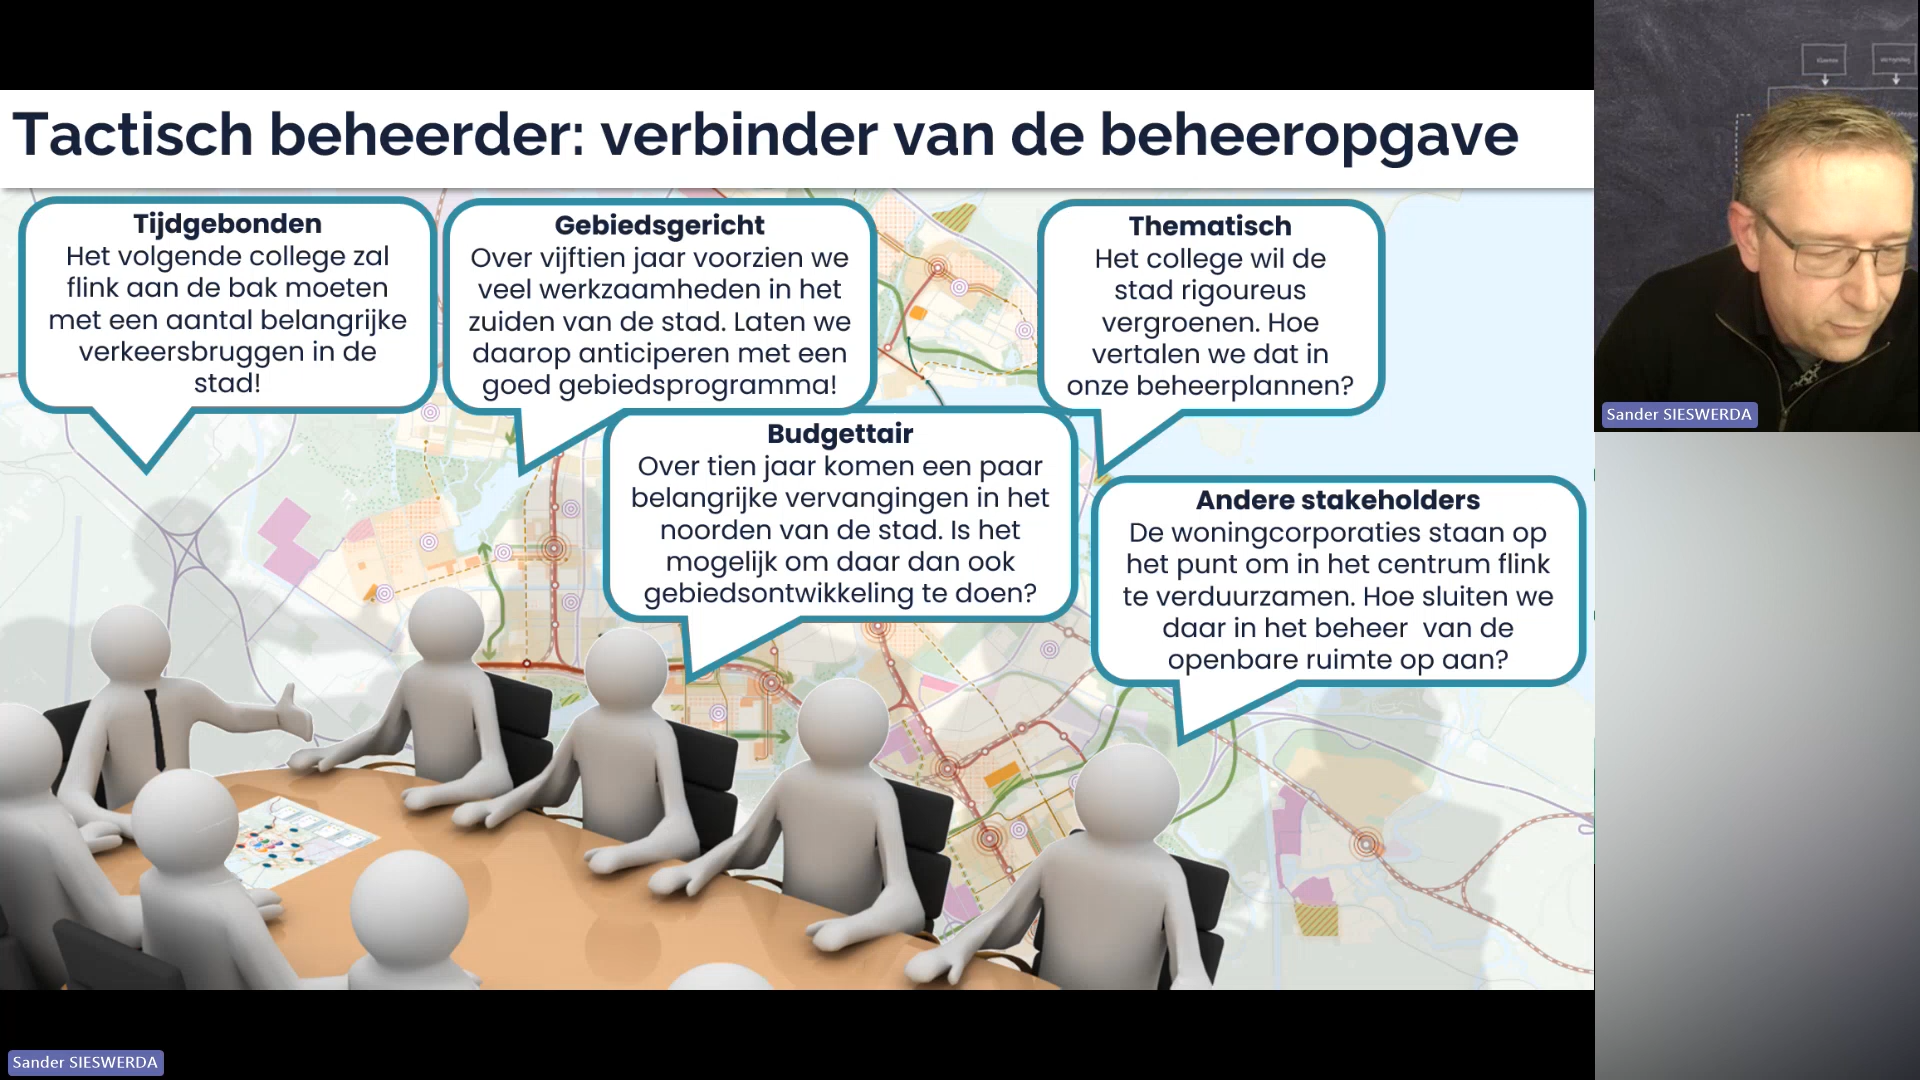 Tactisch beheerder: verbinder van de beheeropgave
Tijdgebonden
Het volgende college zal
flink aan de bak moeten
met een aantal belangrijke
verkeersbruggen in de
stad!
Gebiedsgericht
Over vijftien jaar voorzien we
veel werkzaamheden in het
zuiden van de stad. Laten we
daarop anticiperen met een
goed gebiedsprogramma!
Thematisch
Het college wil de
stad rigoureus
vergroenen. Hoe
vertalen we dat in
onze beheerplannen?
Budgettair
Over tien jaar komen een paar
belangrijke vervangingen in het
noorden van de stad. Is het
mogelijk om daar dan ook
gebiedsontwikkeling te doen?
Andere stakeholders
De woningcorporaties staan op
het punt om in het centrum flink
te verduurzamen. Hoe sluiten we
daar in het beheer  van de
openbare ruimte op aan?
Sander SIESWERDA
Sander SIESWERDA